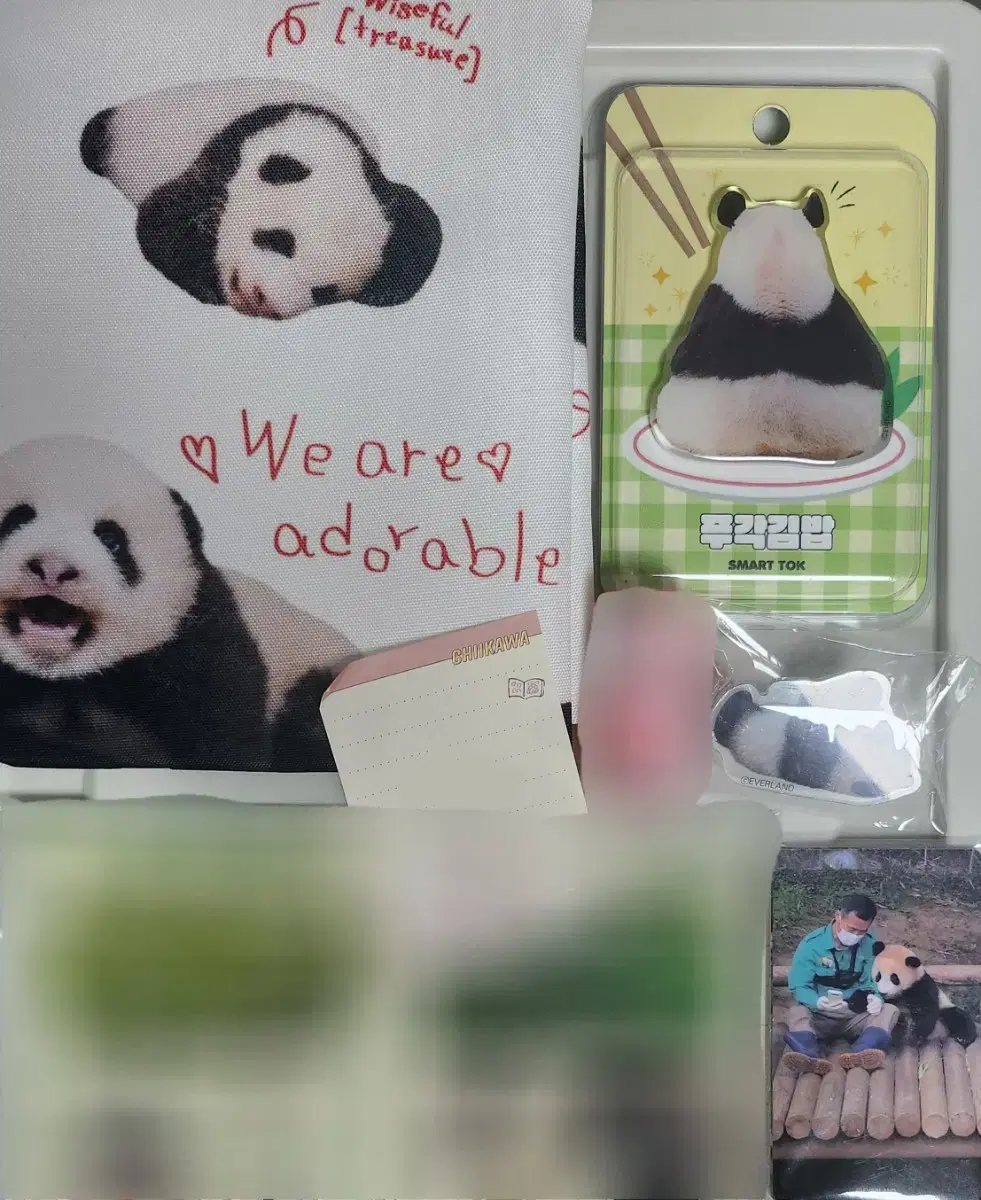 wiseful
[treasure]
We are
adorable
푸각김밥
SMART TOK
CHIIKAWA
©EVERLAND